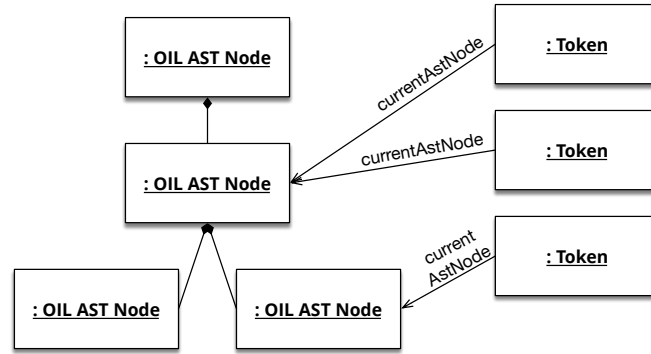 : OIL AST Node
: Token
currentAstNode
: OIL AST Node
currentAstNode
: Token
current
AstNode
: Token
: OIL AST Node
: OIL AST Node